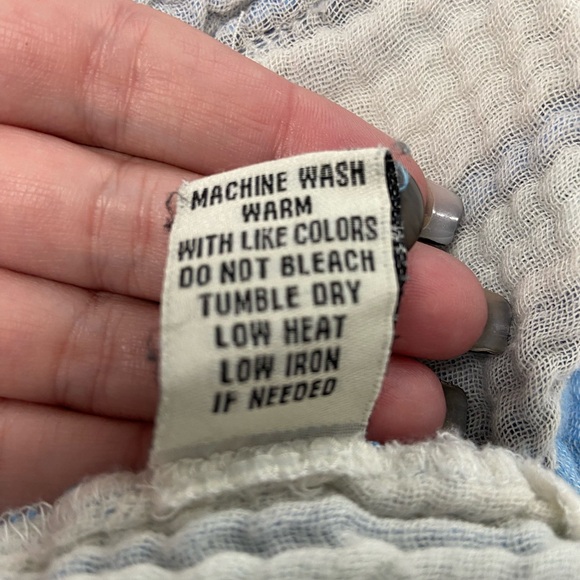 MACHINE WASH
WARM
WITH LIKE COLORS
DO NOT BLEACH
TUMBLE DRY
LOW HEAT
LOW IRON
IF NEEDED